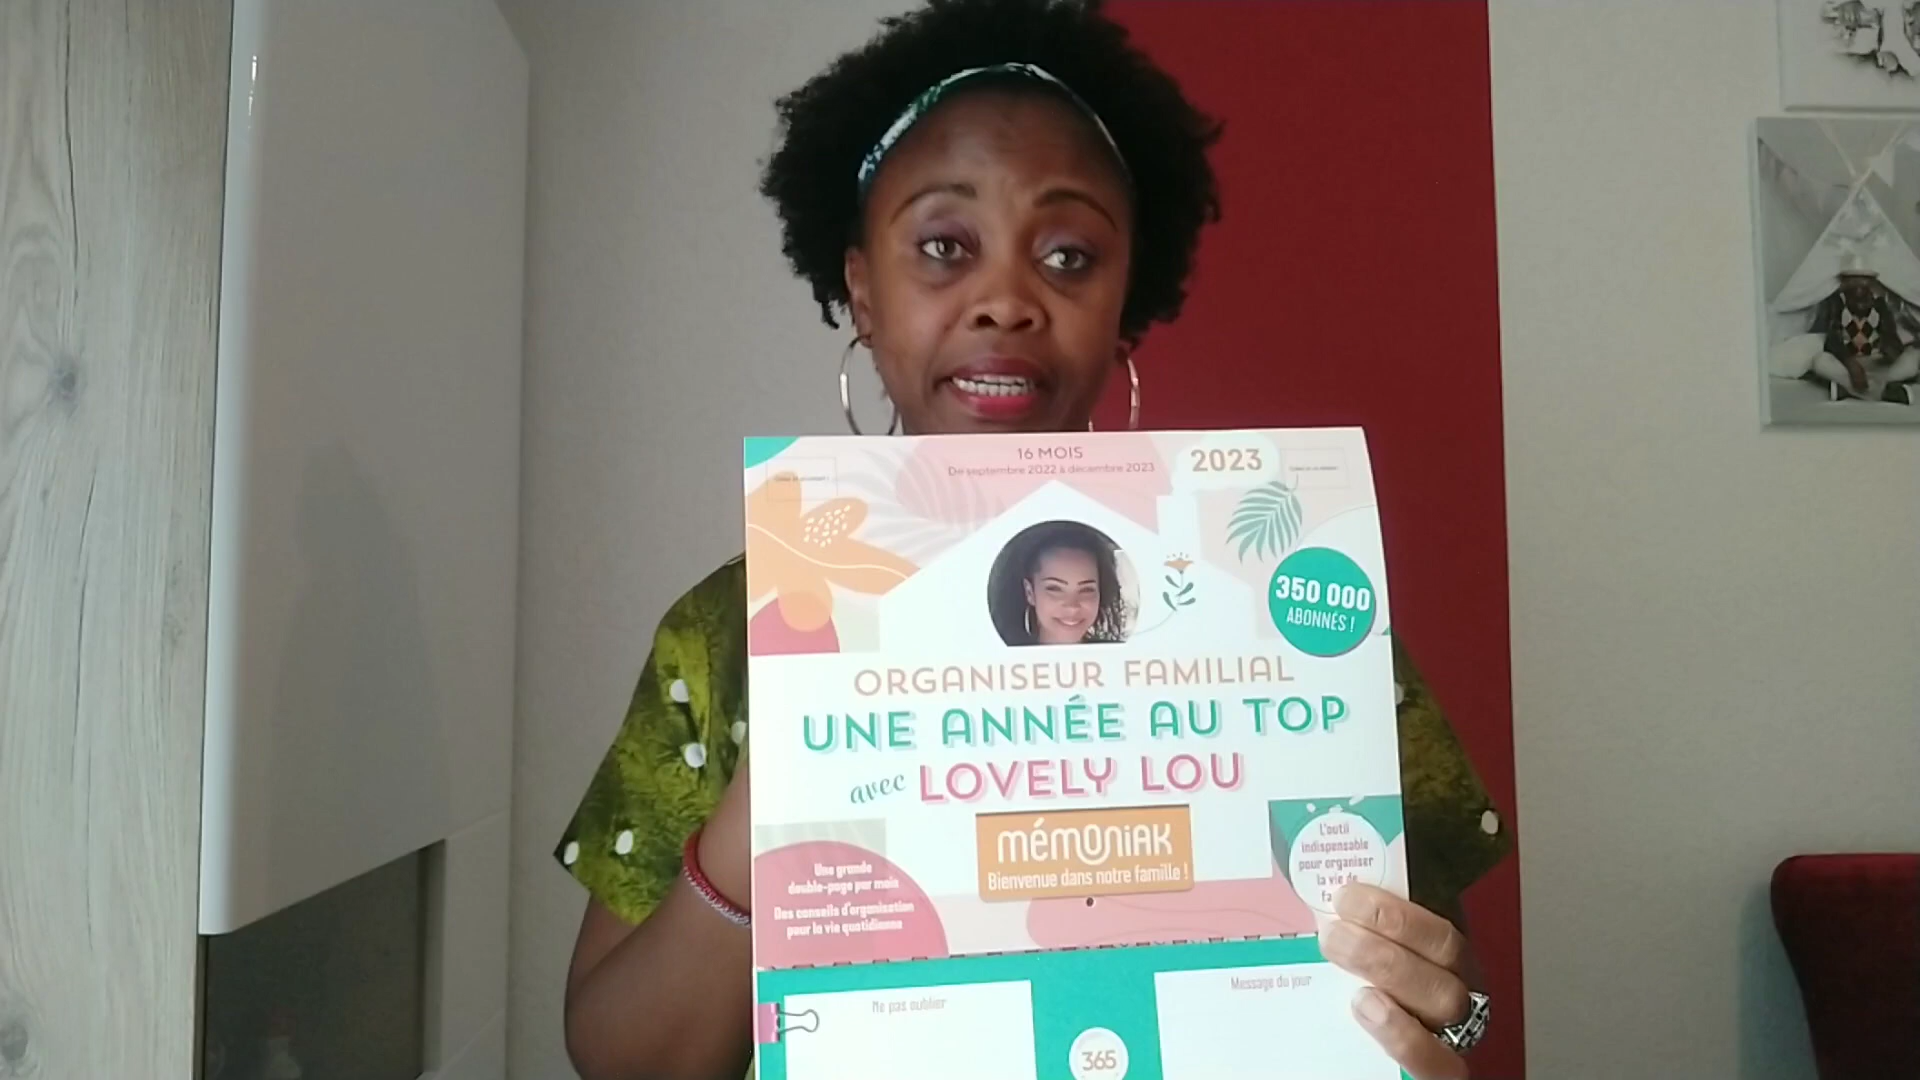 16 MOIS
De septembre 2022 à décembre 2023
2023
350 000
ABONNÉS !
ORGANISEUR FAMILIAL
UNE ANNÉE AU TOP
avec LOVELY LOU
mémoniak
Bienvenue dans notre famille !
Une grande
double-page par mois
Des conseils d'organisation
pour la vie quotidienne
L'outil
indispensable
pour organiser
la vie de
fa
Ne pas oublier
Message du jour
365